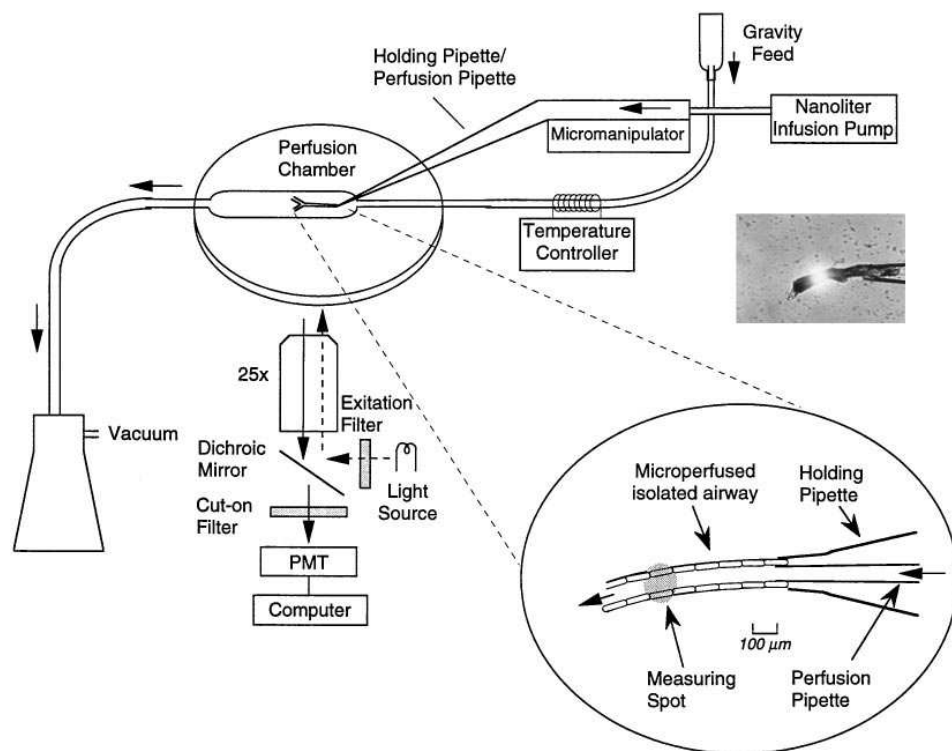 Gravity
Feed
Holding Pipette/
Perfusion Pipette
Nanoliter
Infusion Pump
Micromanipulator
Perfusion
Chamber
Temperature
Controller
25x
Exitation
Filter
Vacuum
Dichroic
Mirror
Light
Source
Cut-on
Filter
PMT
Computer
Microperfused
isolated airway
Holding
Pipette
100 µm
Measuring
Spot
Perfusion
Pipette